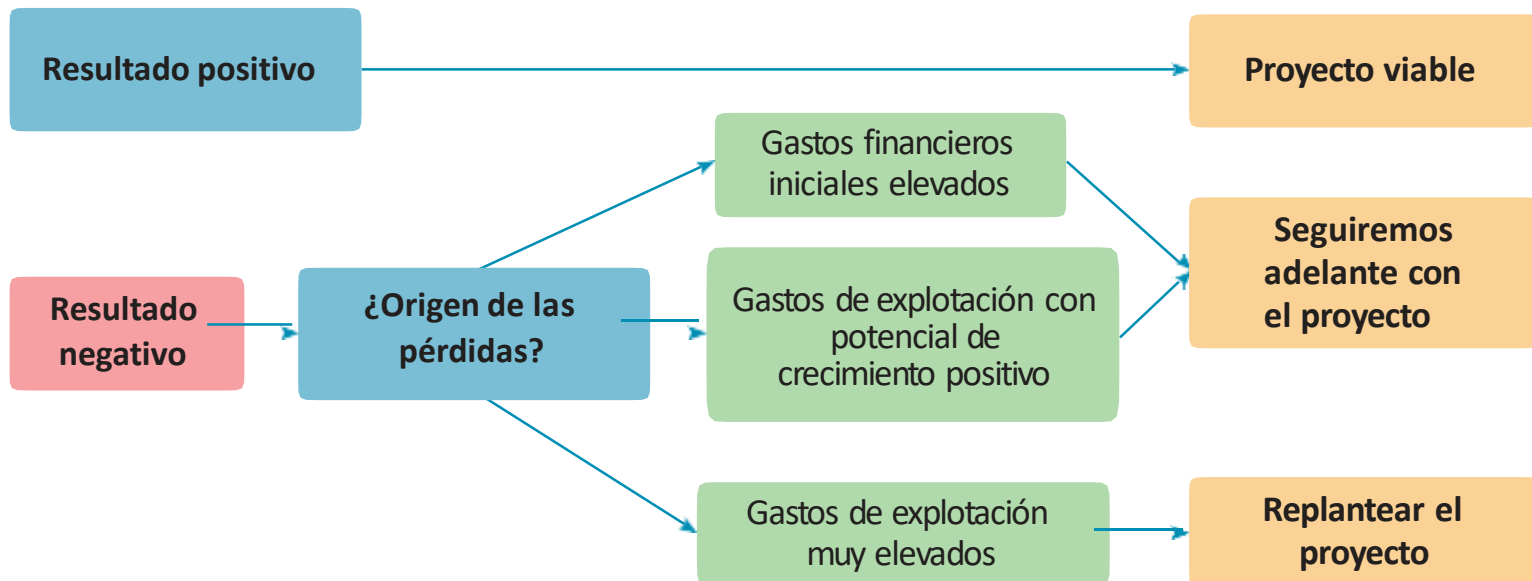 Resultado positivo
Proyecto viable
Gastos financieros
iniciales elevados
Seguiremos
adelante con
el proyecto
Resultado
negativo
¿Origen de las
pérdidas?
Gastos de explotación con
potencial de
crecimiento positivo
Gastos de explotación
muy elevados
Replantear el
proyecto